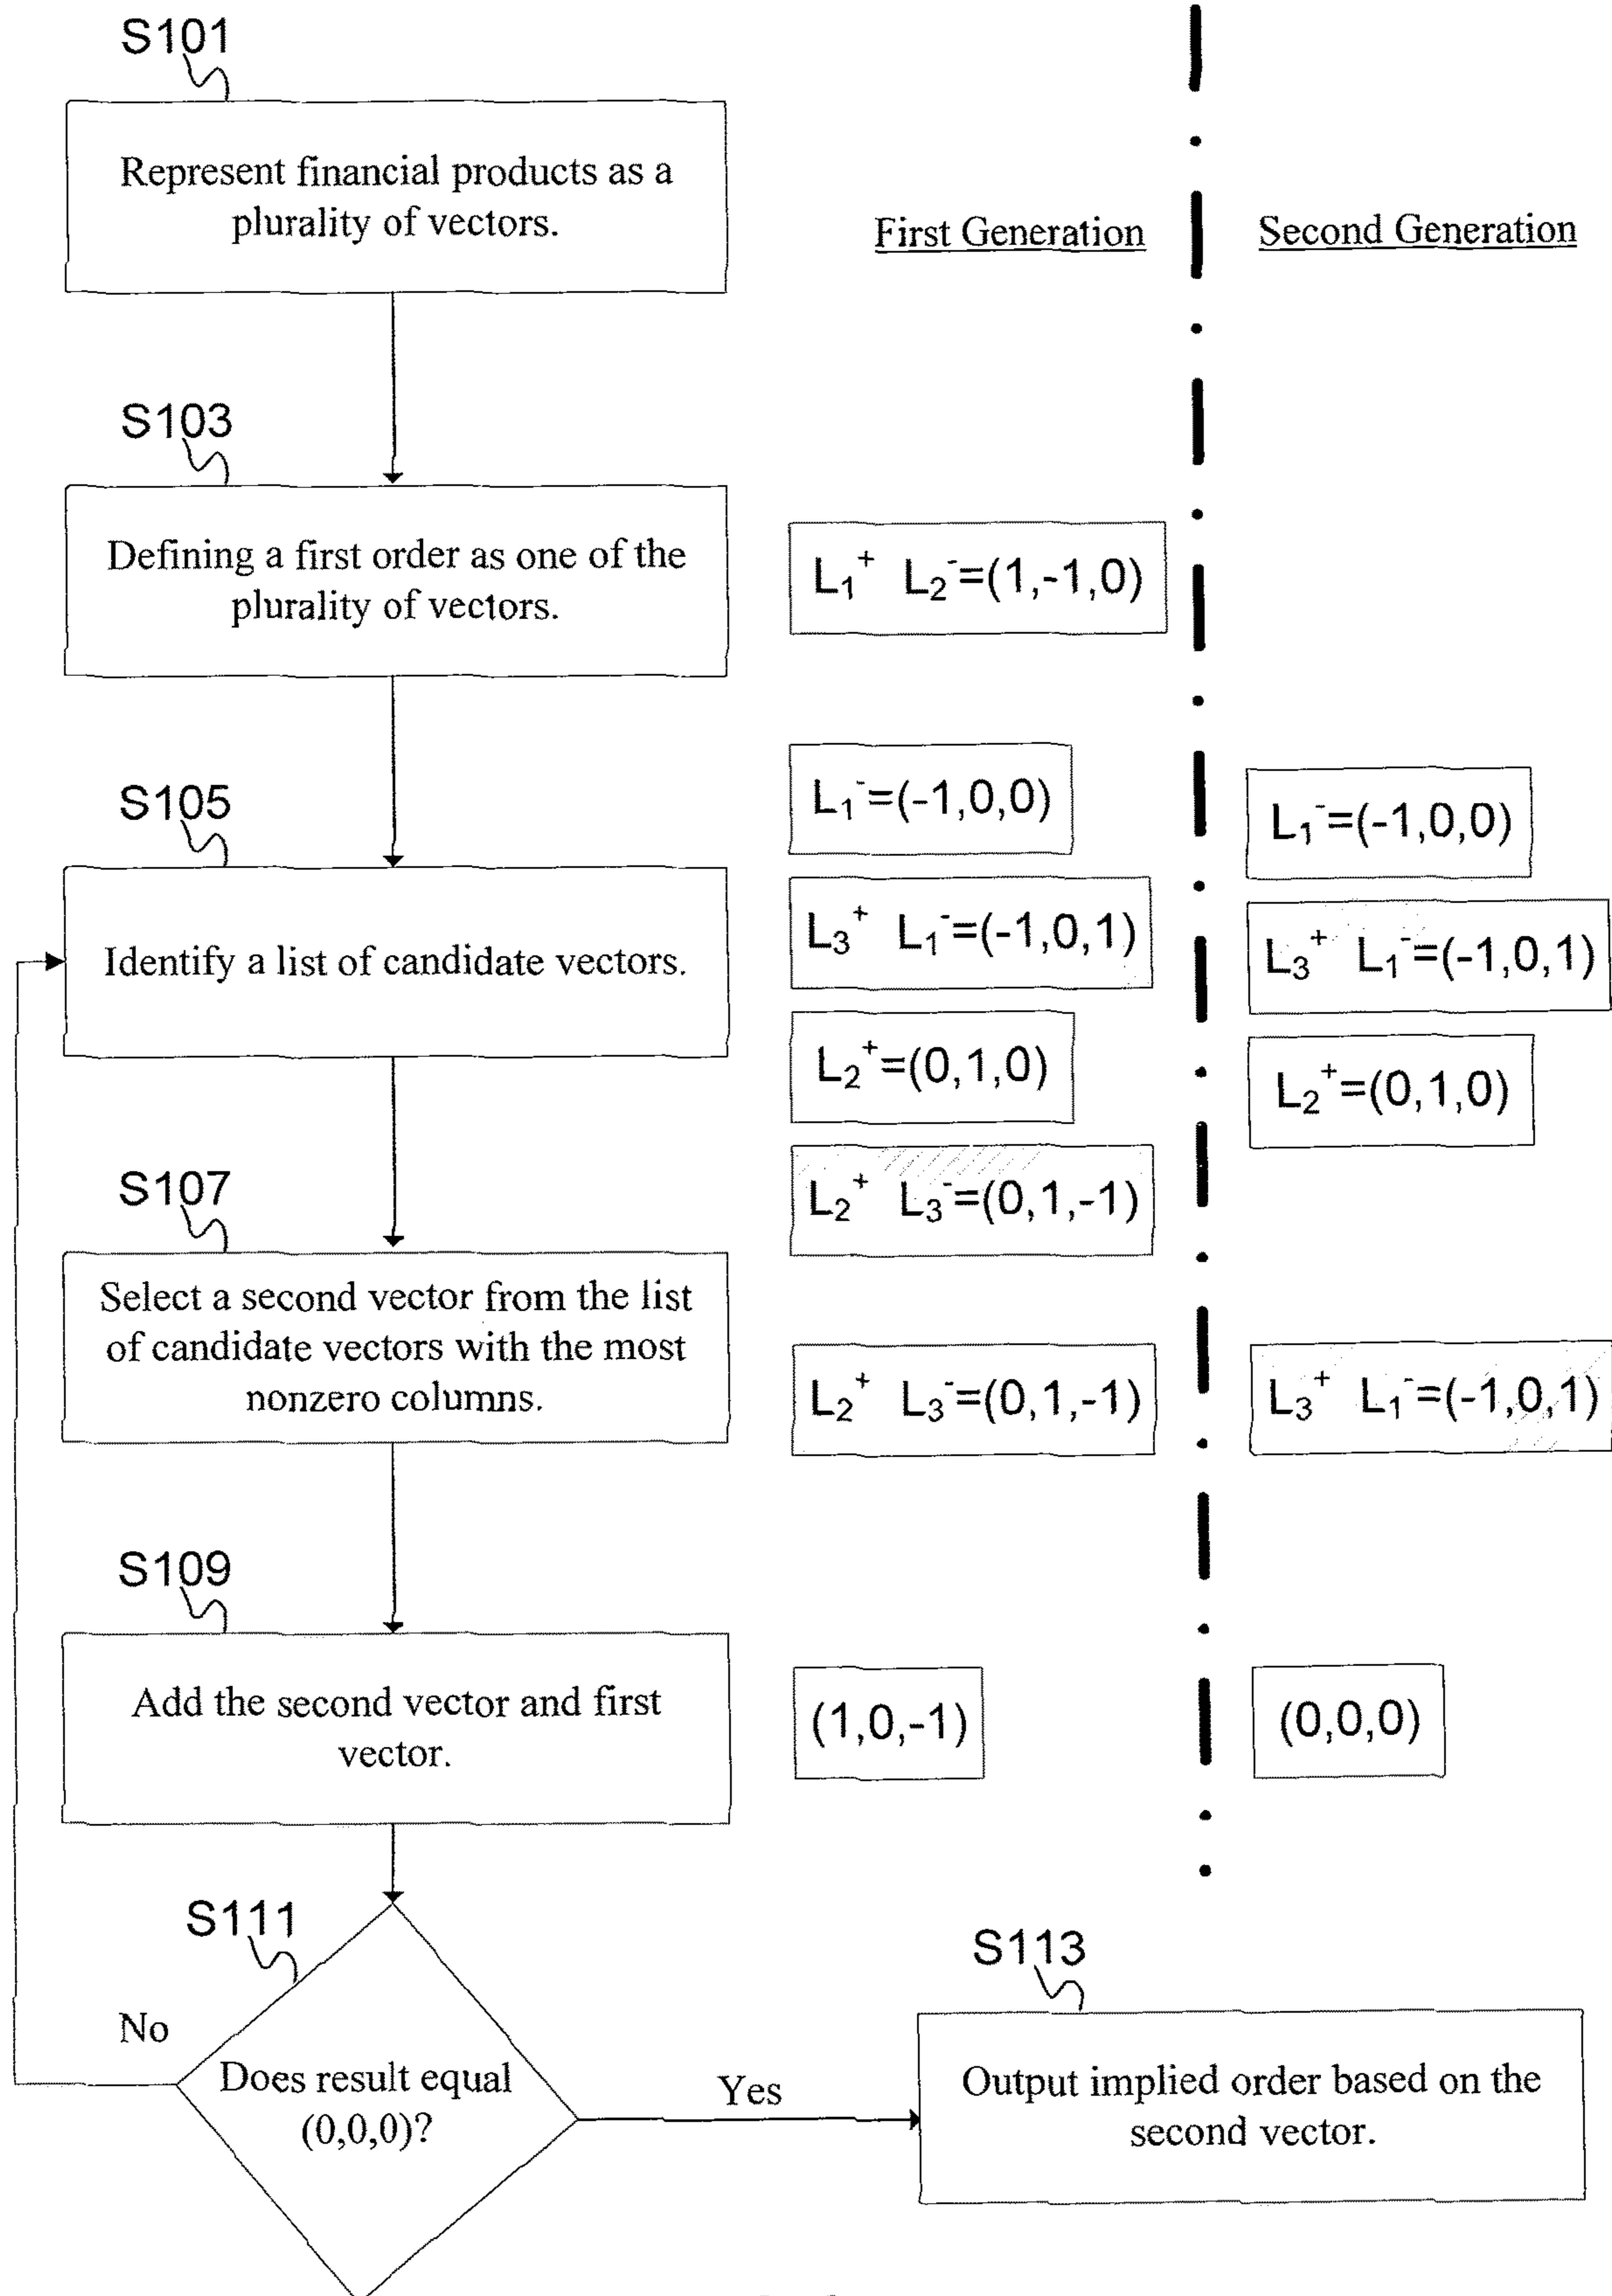 S101
Represent financial products as a
plurality of vectors.
First Generation
Second Generation
S103
Defining a first order as one of the
plurality of vectors.
L₁⁺ L₂⁻=(1,-1,0)
S105
Identify a list of candidate vectors.
L₁⁻=(-1,0,0)
L₃⁺ L₁⁻=(-1,0,1)
L₂⁺=(0,1,0)
L₂⁺ L₃⁻=(0,1,-1)
L₁⁻=(-1,0,0)
L₃⁺ L₁⁻=(-1,0,1)
L₂⁺=(0,1,0)
S107
Select a second vector from the list
of candidate vectors with the most
nonzero columns.
L₂⁺ L₃⁻=(0,1,-1)
L₃⁺ L₁⁻=(-1,0,1)
S109
Add the second vector and first
vector.
(1,0,-1)
(0,0,0)
S111
No
Does result equal
(0,0,0)?
Yes
S113
Output implied order based on the
second vector.